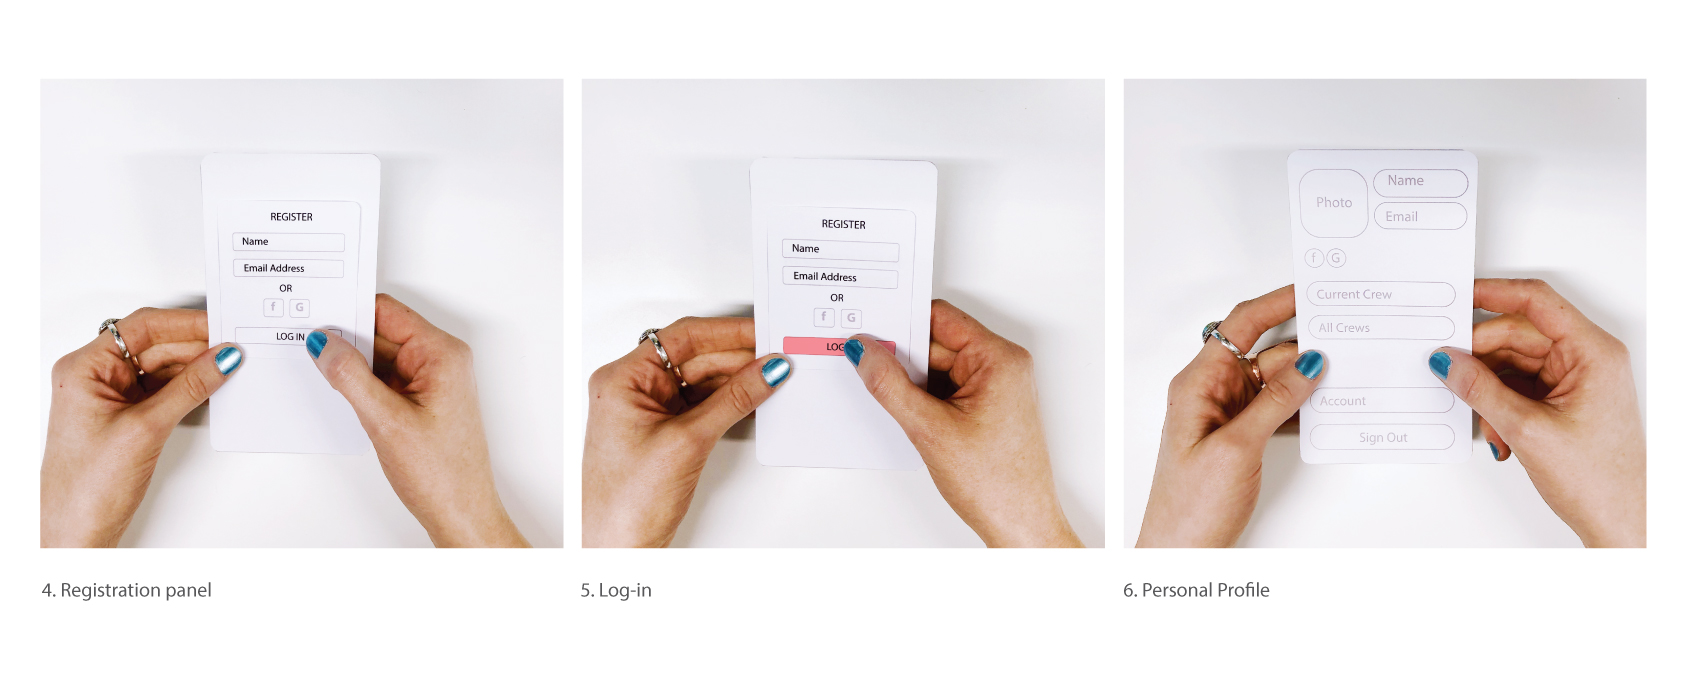 REGISTER
Name
Email Address
OR
f G
LOG IN
REGISTER
Name
Email Address
OR
f G
LOG
Photo
Name
Email
f G
Current Crew
All Crews
Account
Sign Out
4. Registration panel
5. Log-in
6. Personal Profile